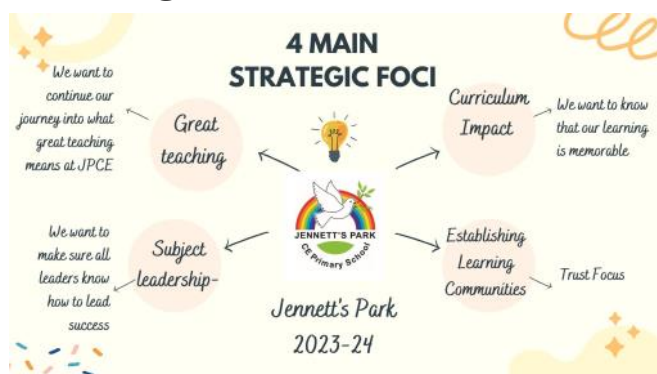 4 MAIN
STRATEGIC FOCI
We want to
continue our
journey into what
great teaching
means at JPCE
Great
teaching
Curriculum
Impact
We want to know
that our learning
is memorable
JENNETT'S PARK
CE Primary School
We want to
make sure all
leaders know
how to lead
success
Subject
leadership-
Establishing
Learning
Communities
Trust Focus
Jennett's Park
2023-24